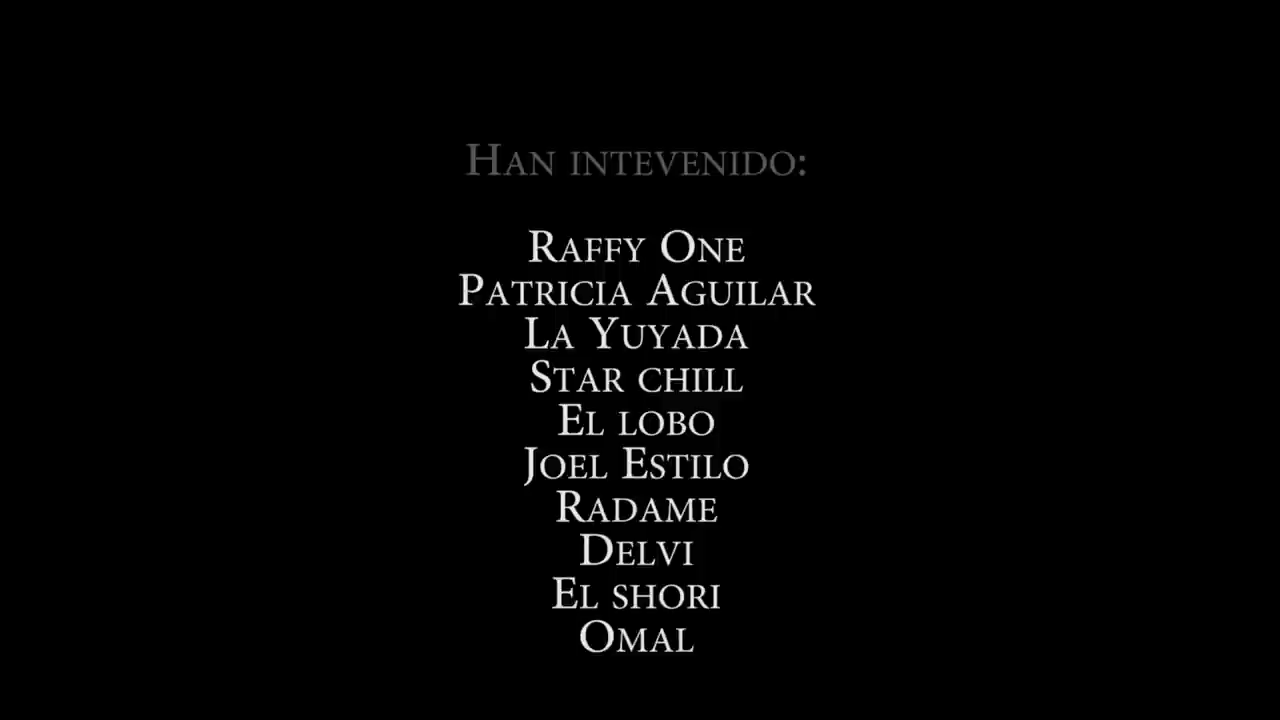 Han intevenido:
Raffy One
Patricia Aguilar
La Yuyada
Star chill
El lobo
Joel Estilo
Radame
Delvi
El shori
Omal